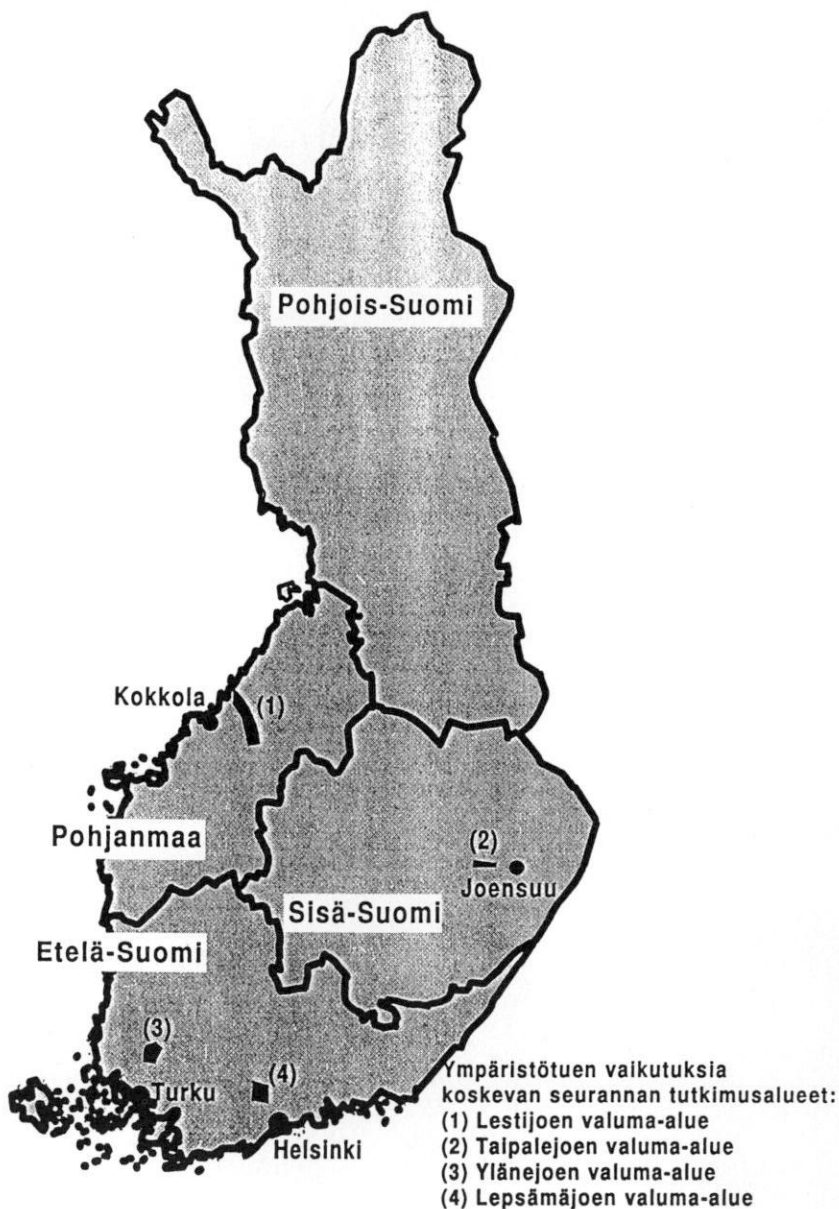 Pohjois-Suomi
Kokkola
(1)
Pohjanmaa
(2)
Joensuu
Sisä-Suomi
Etelä-Suomi
(3)
(4)
Turku
Helsinki
Ympäristötuen vaikutuksia
koskevan seurannan tutkimusalueet:
(1) Lestijoen valuma-alue
(2) Taipalejoen valuma-alue
(3) Ylänejoen valuma-alue
(4) Lepsämäjoen valuma-alue